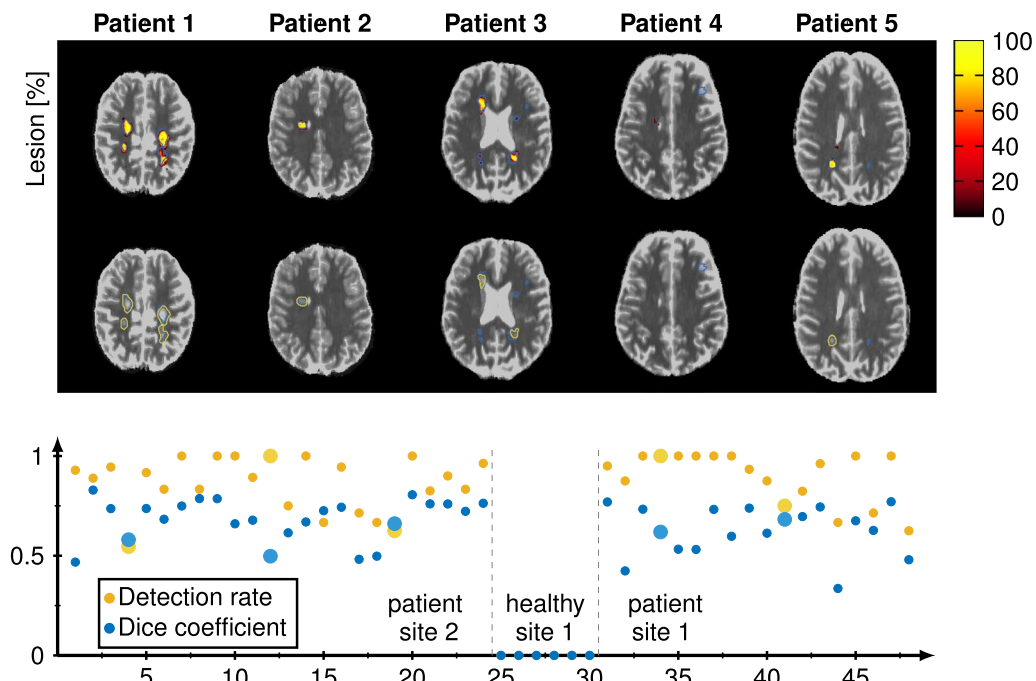 Patient 1 Patient 2 Patient 3 Patient 4 Patient 5
Lesion [%]
100
80
60
40
20
0
1
0.5
0
Detection rate
Dice coefficient
patient
site 2
healthy
site 1
patient
site 1
5 10 15 20 25 30 35 40 45